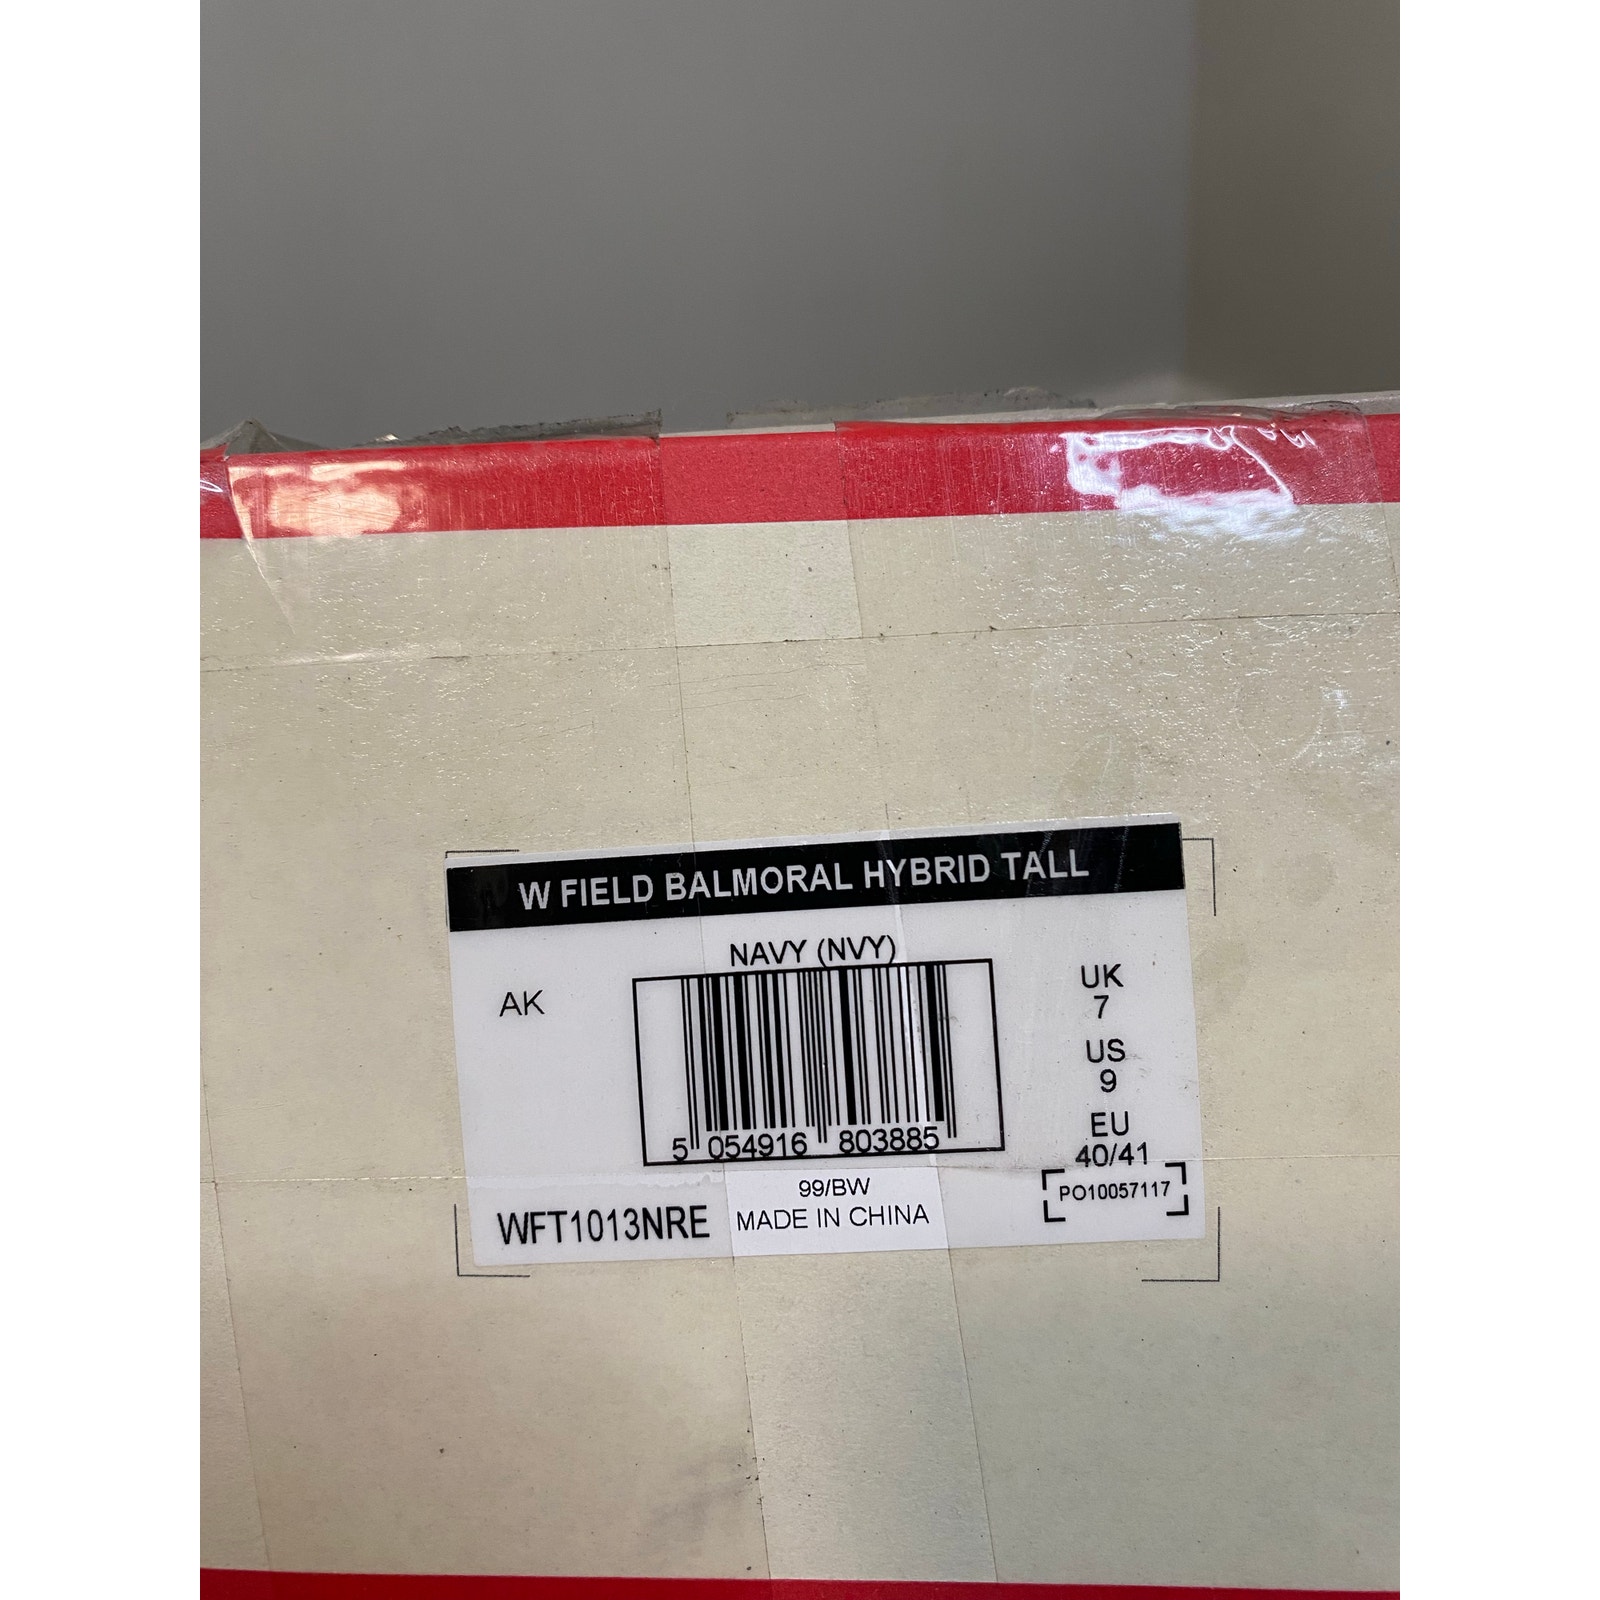 W FIELD BALMORAL HYBRID TALL
NAVY (NVY)
AK
5 054916 803885
UK
7
US
9
EU
40/41
PO10057117
99/BW
MADE IN CHINA
WFT1013NRE